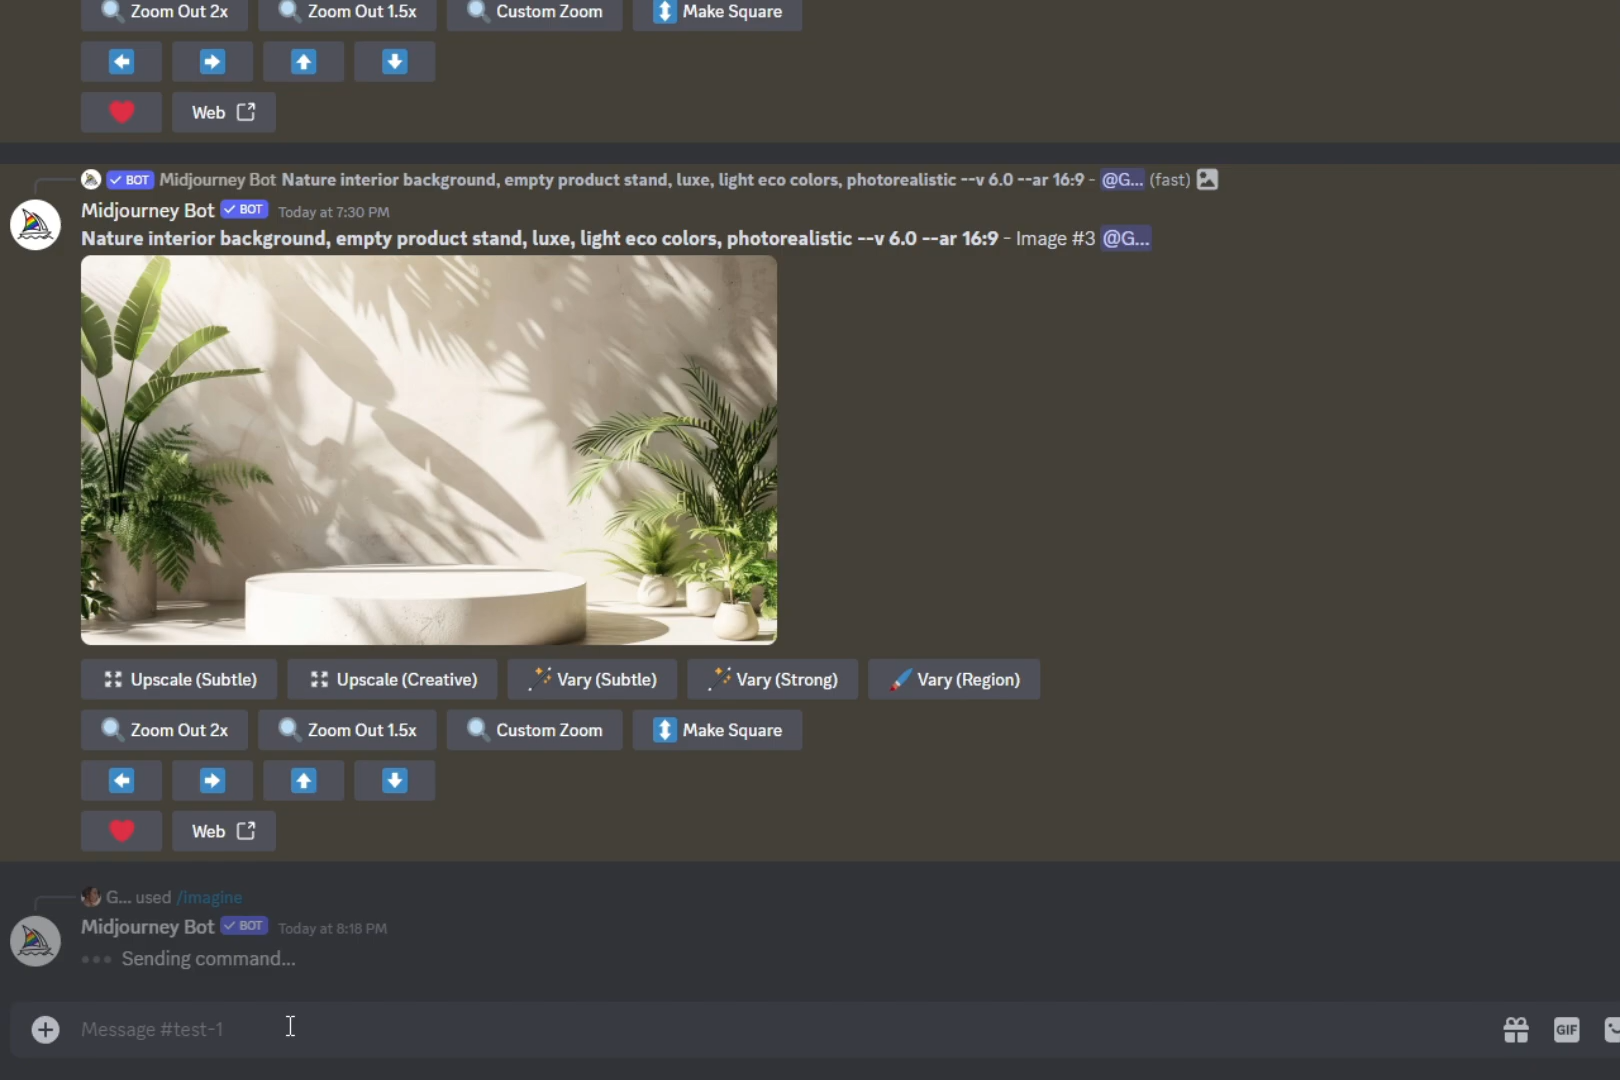 Zoom Out 2x Zoom Out 1.5x Custom Zoom Make Square
Web
BOT Midjourney Bot Nature interior background, empty product stand, luxe, light eco colors, photorealistic --v 6.0 --ar 16:9 - @G... (fast)
Midjourney Bot BOT Today at 7:30 PM
Nature interior background, empty product stand, luxe, light eco colors, photorealistic --v 6.0 --ar 16:9 - Image #3 @G...
Upscale (Subtle) Upscale (Creative) Vary (Subtle) Vary (Strong) Vary (Region)
Zoom Out 2x Zoom Out 1.5x Custom Zoom Make Square
Web
G... used /imagine
Midjourney Bot BOT Today at 8:18 PM
Sending command...
Message #test-1 GIF